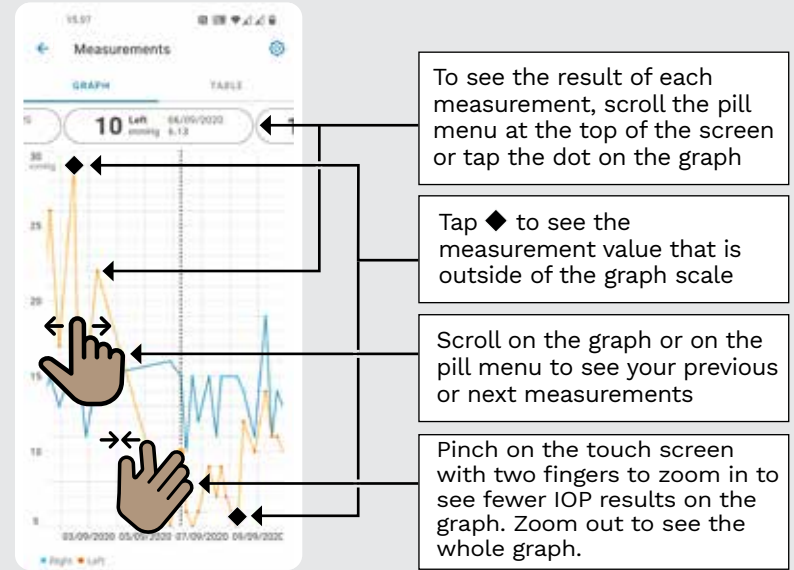 15.97
Measurements
GRAPH TABLE
10 Left mmHg 06/09/2020 6.13
30
mmHg
25
20
15
10
5
03/09/2020 05/09/2020 07/09/2020 09/09/2020
Right Left
To see the result of each
measurement, scroll the pill
menu at the top of the screen
or tap the dot on the graph
Tap ◆ to see the
measurement value that is
outside of the graph scale
Scroll on the graph or on the
pill menu to see your previous
or next measurements
Pinch on the touch screen
with two fingers to zoom in to
see fewer IOP results on the
graph. Zoom out to see the
whole graph.